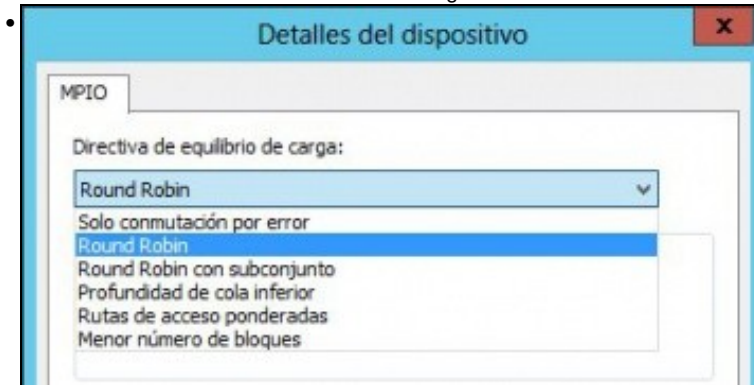 Detalles del dispositivo
x
MPIO
Directiva de equilibrio de carga:
Round Robin
Solo conmutación por error
Round Robin
Round Robin con subconjunto
Profundidad de cola inferior
Rutas de acceso ponderadas
Menor número de bloques